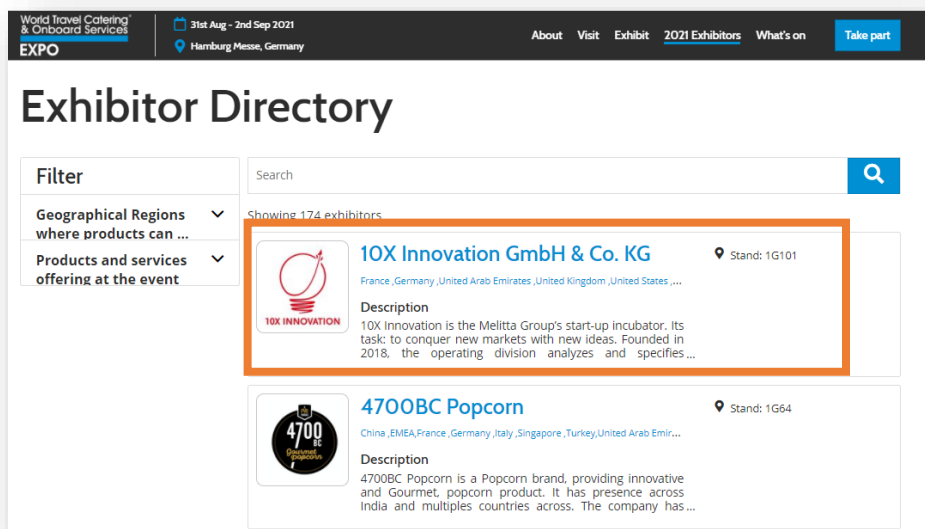 World Travel Catering
& Onboard Services
EXPO
31st Aug - 2nd Sep 2021
Hamburg Messe, Germany
About Visit Exhibit 2021 Exhibitors What's on Take part
Exhibitor Directory
Filter
Search
Geographical Regions
where products can ...
Products and services
offering at the event
Showing 174 exhibitors
10X INNOVATION
10X Innovation GmbH & Co. KG
Stand: 1G101
France ,Germany ,United Arab Emirates ,United Kingdom ,United States ,...
Description
10X Innovation is the Melitta Group's start-up incubator. Its
task: to conquer new markets with new ideas. Founded in
2018, the operating division analyzes and specifies ...
4700
BC
Gourmet
popcorn
4700BC Popcorn
Stand: 1G64
China ,EMEA,France ,Germany ,Italy ,Singapore ,Turkey,United Arab Emir...
Description
4700BC Popcorn is a Popcorn brand, providing innovative
and Gourmet, popcorn product. It has presence across
India and multiples countries across. The company has ...